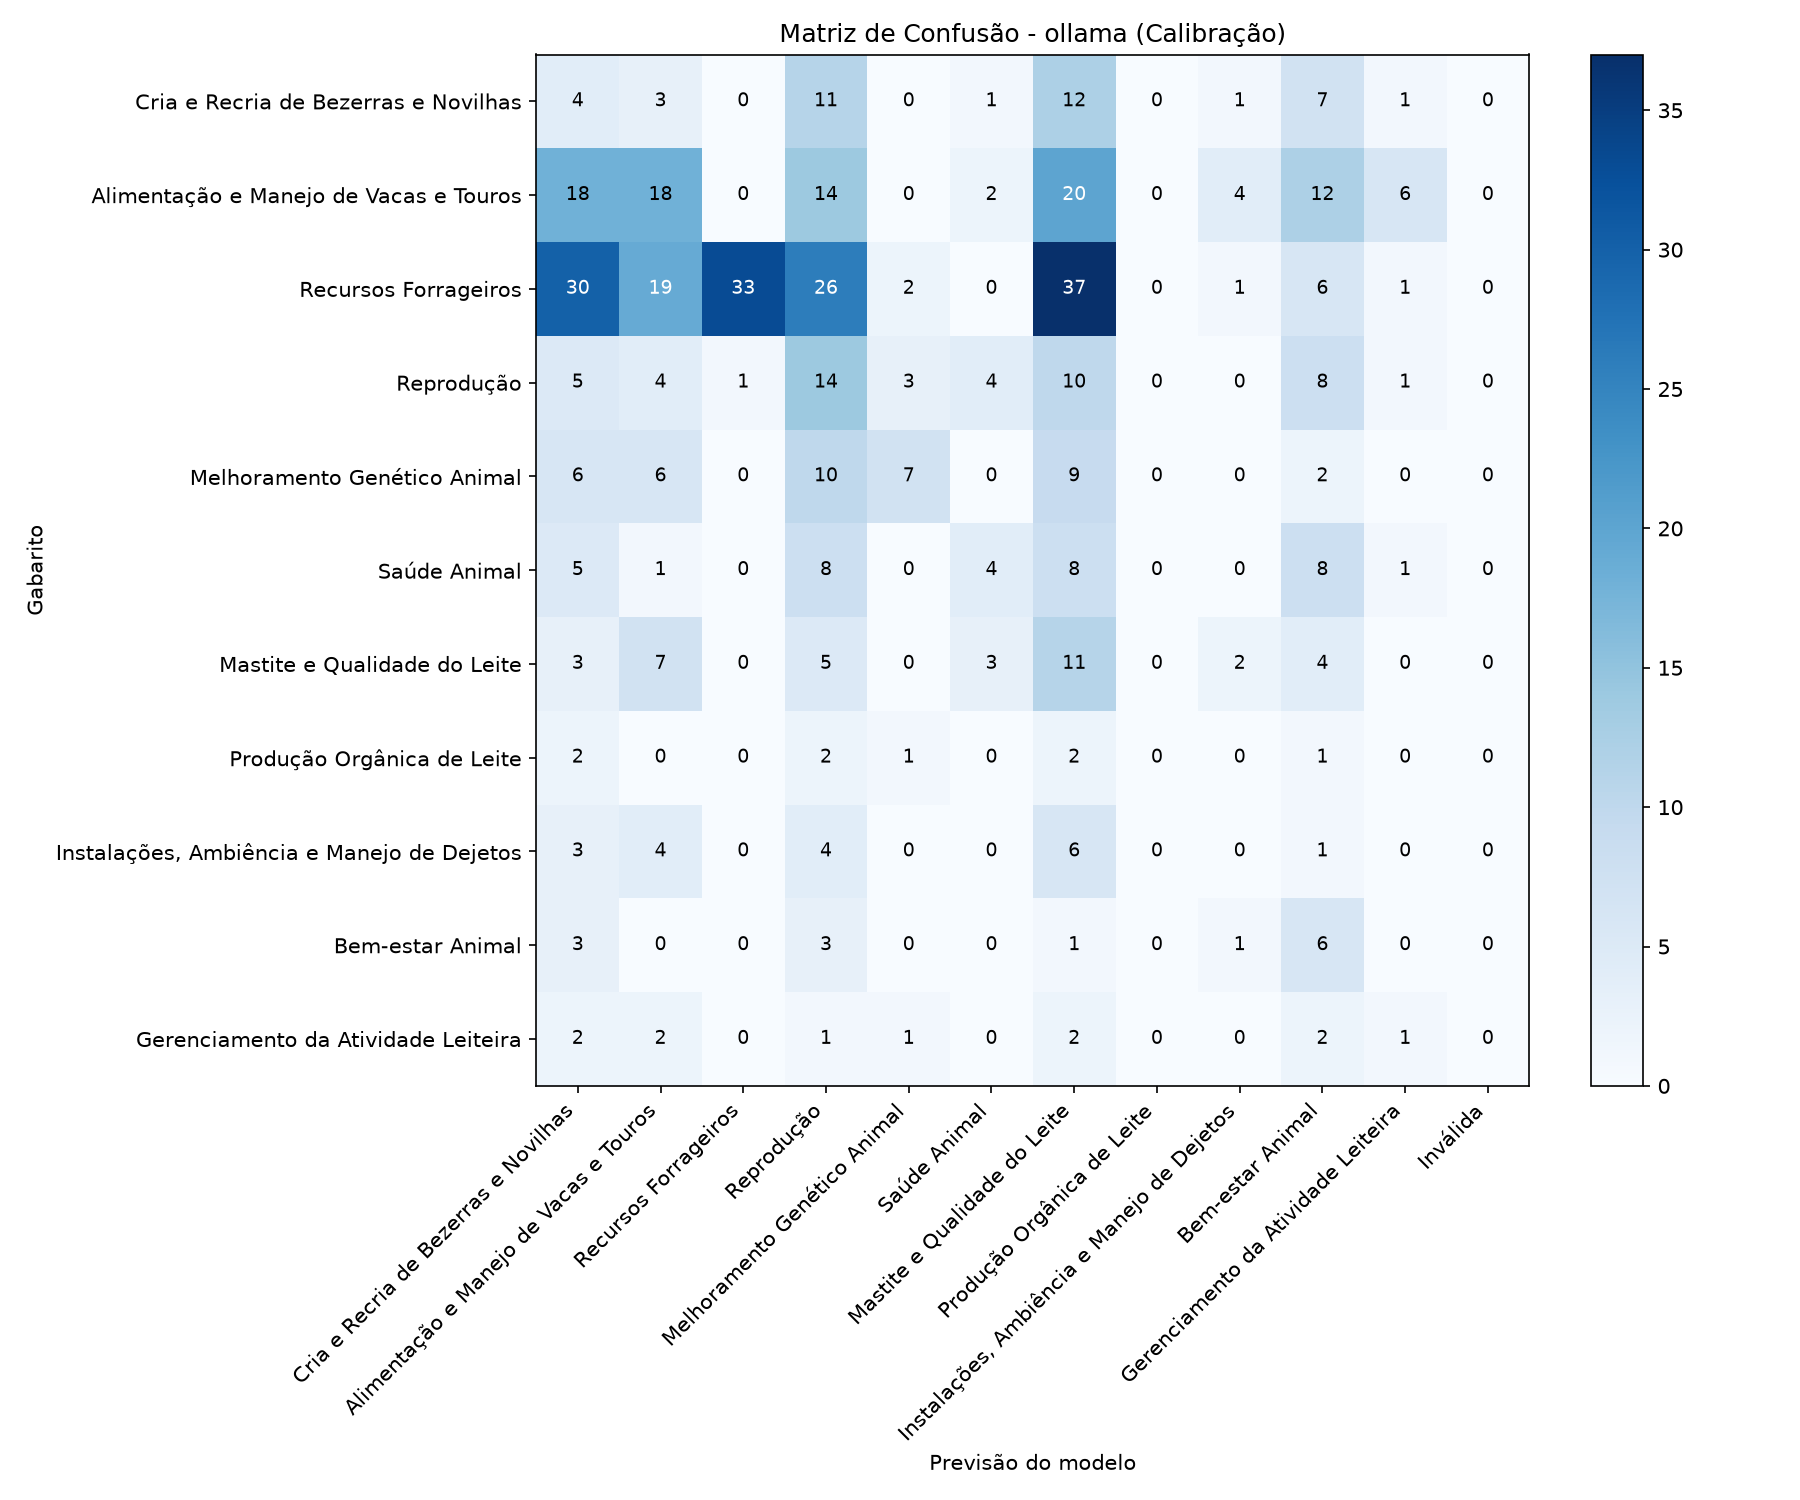 Matriz de Confusão - ollama (Calibração)
Cria e Recria de Bezerras e Novilhas 4 3 0 11 0 1 12 0 1 7 1 0
Alimentação e Manejo de Vacas e Touros 18 18 0 14 0 2 20 0 4 12 6 0
Recursos Forrageiros 30 19 33 26 2 0 37 0 1 6 1 0
Reprodução 5 4 1 14 3 4 10 0 0 8 1 0
Melhoramento Genético Animal 6 6 0 10 7 0 9 0 0 2 0 0
Saúde Animal 5 1 0 8 0 4 8 0 0 8 1 0
Mastite e Qualidade do Leite 3 7 0 5 0 3 11 0 2 4 0 0
Produção Orgânica de Leite 2 0 0 2 1 0 2 0 0 1 0 0
Instalações, Ambiência e Manejo de Dejetos 3 4 0 4 0 0 6 0 0 1 0 0
Bem-estar Animal 3 0 0 3 0 0 1 0 1 6 0 0
Gerenciamento da Atividade Leiteira 2 2 0 1 1 0 2 0 0 2 1 0
Gabarito
Cria e Recria de Bezerras e Novilhas
Alimentação e Manejo de Vacas e Touros
Recursos Forrageiros
Reprodução
Melhoramento Genético Animal
Saúde Animal
Mastite e Qualidade do Leite
Produção Orgânica de Leite
Instalações, Ambiência e Manejo de Dejetos
Bem-estar Animal
Gerenciamento da Atividade Leiteira
Inválida
Previsão do modelo
35
30
25
20
15
10
5
0